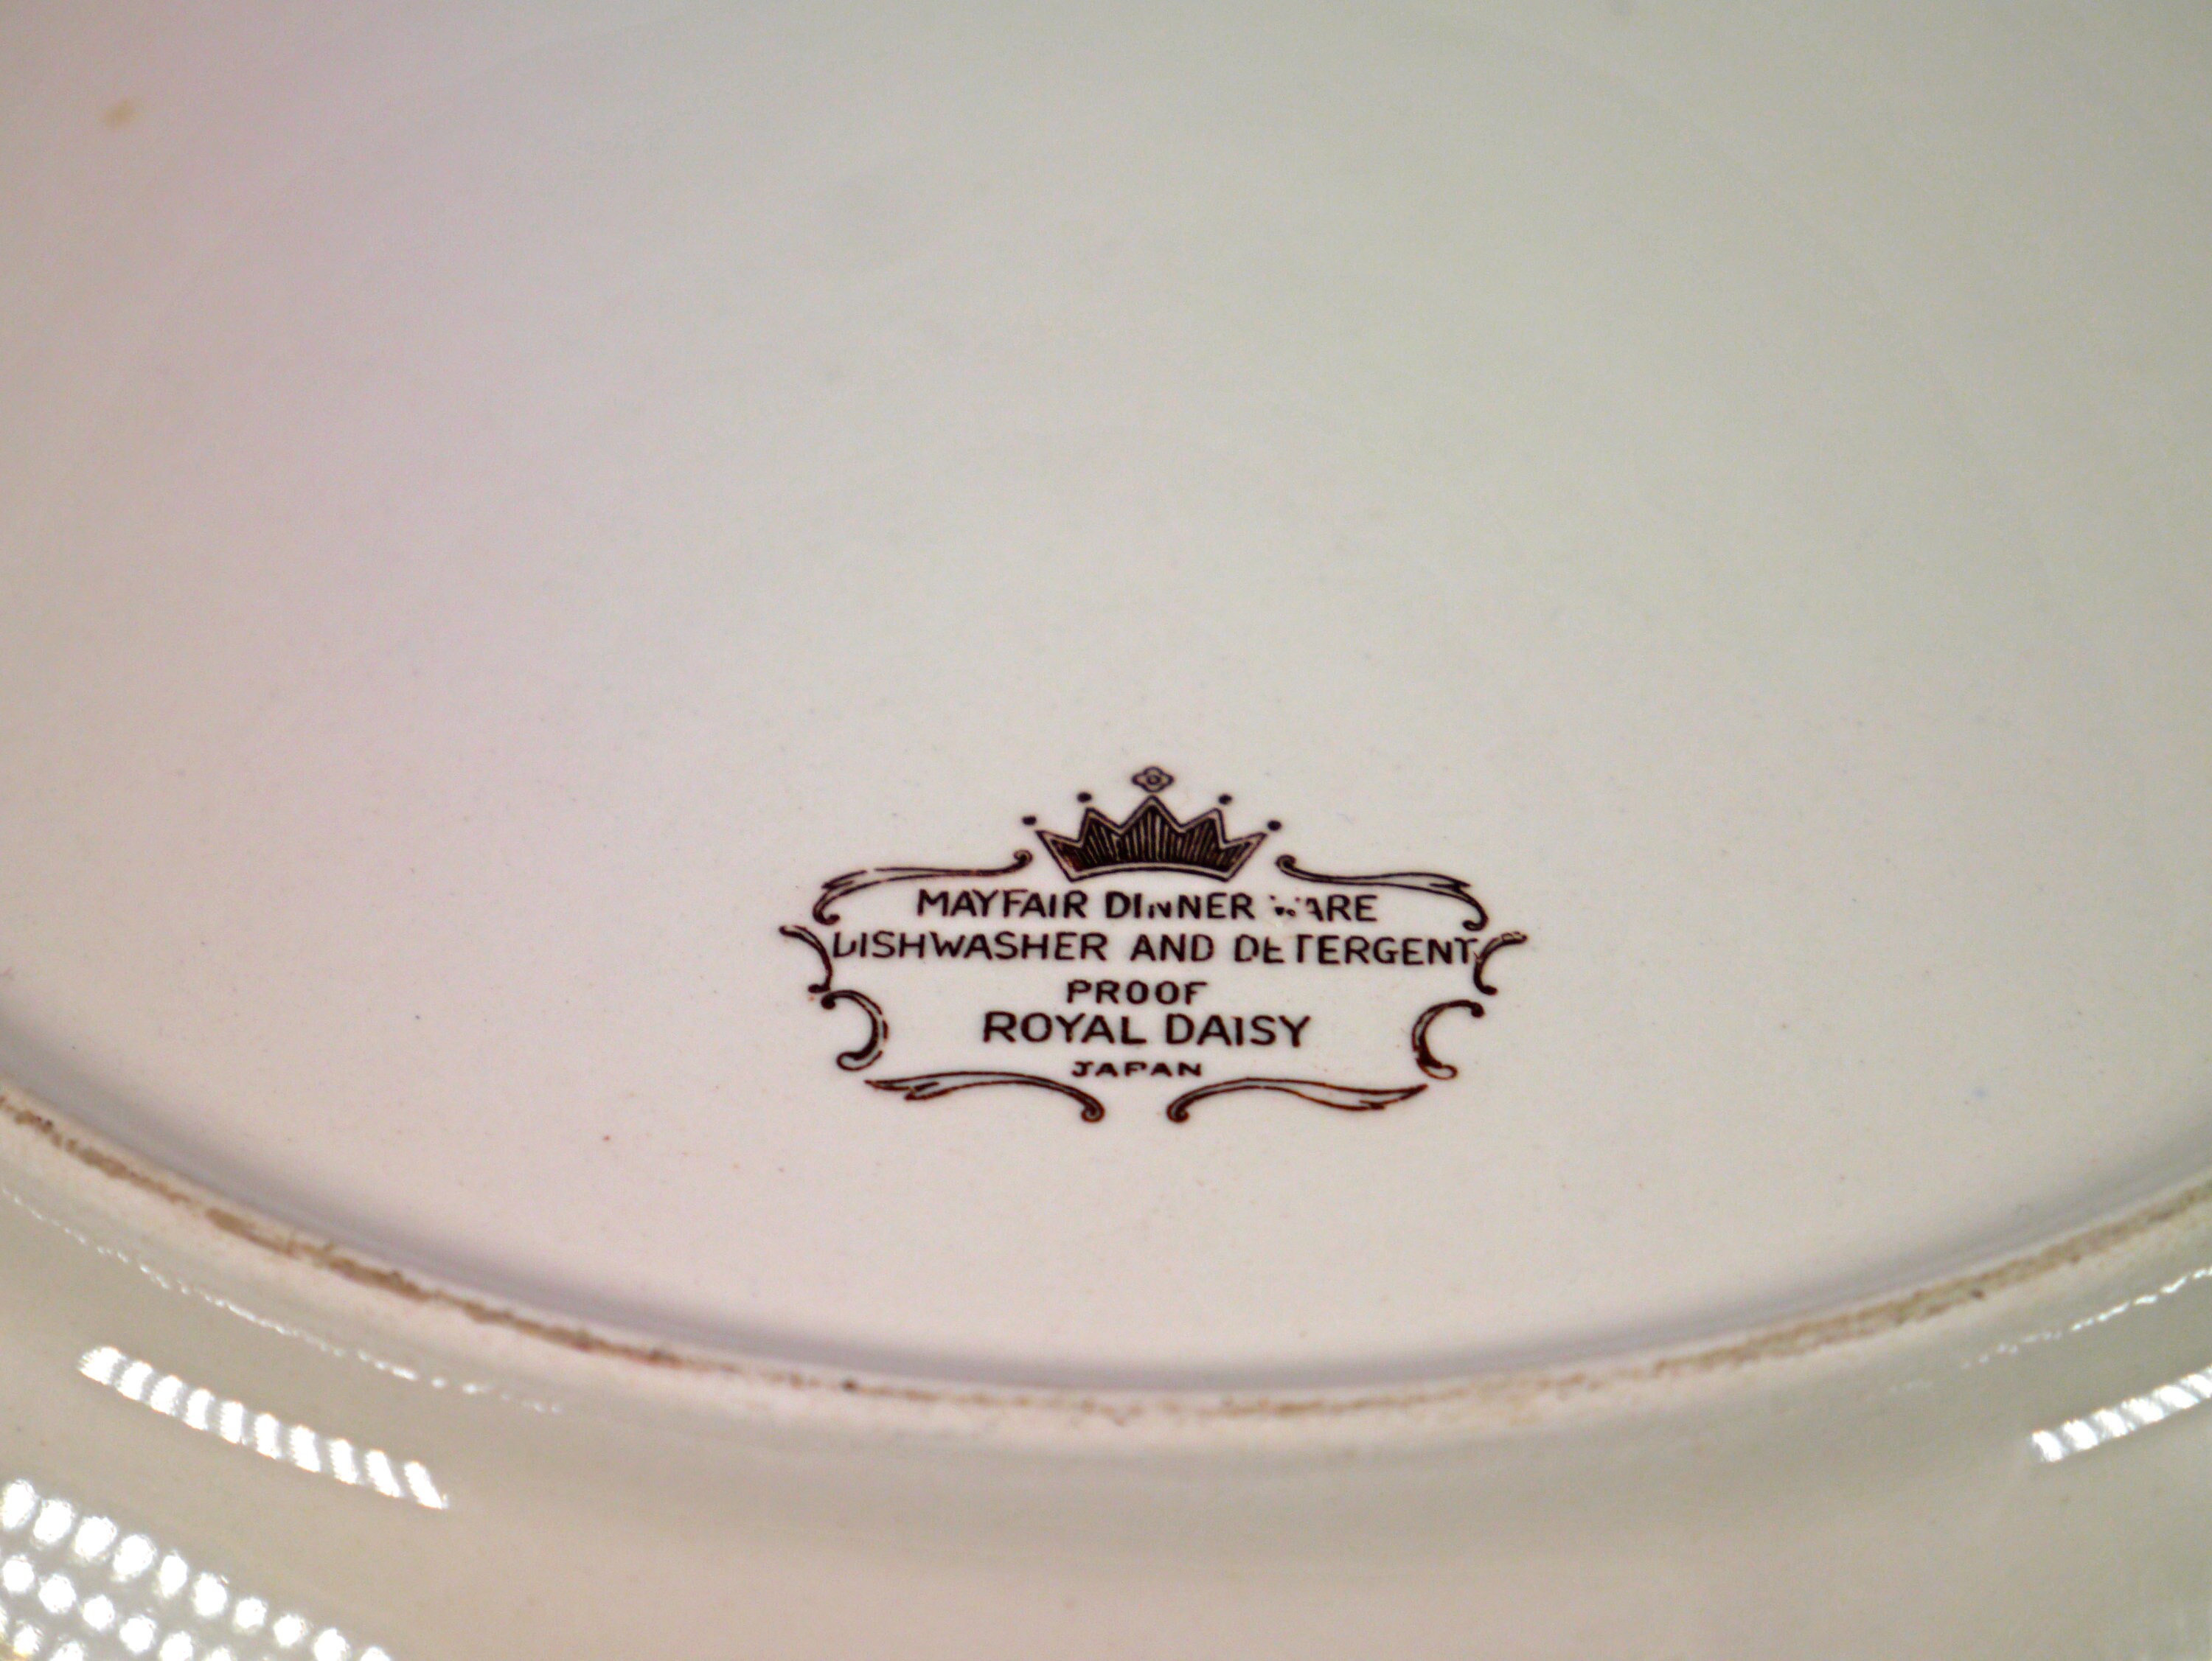 MAYFAIR DINNER WARE
DISHWASHER AND DETERGENT
PROOF
ROYAL DAISY
JAPAN